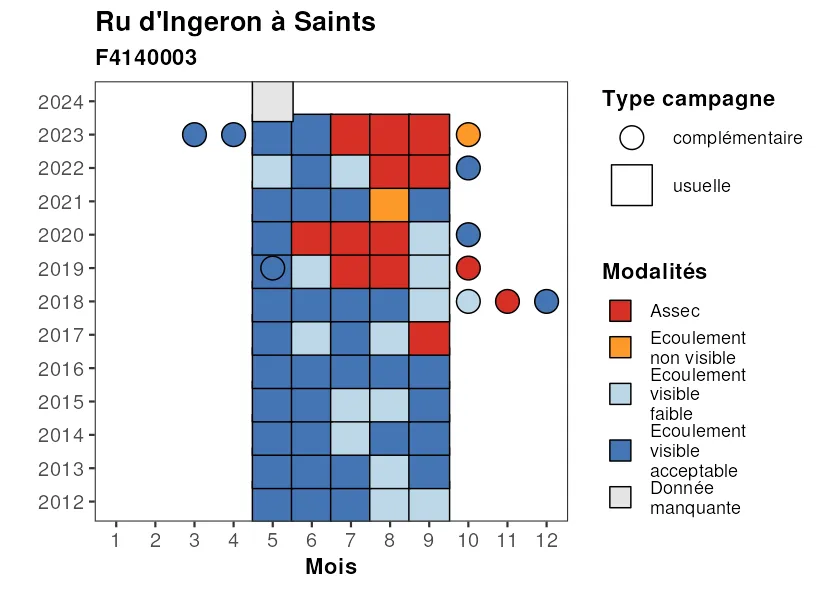 Ru d'Ingeron à Saints
F4140003
2024
2023
2022
2021
2020
2019
2018
2017
2016
2015
2014
2013
2012
1 2 3 4 5 6 7 8 9 10 11 12
Mois
Type campagne
complémentaire
usuelle
Modalités
Assec
Ecoulement
non visible
Ecoulement
visible
faible
Ecoulement
visible
acceptable
Donnée
manquante